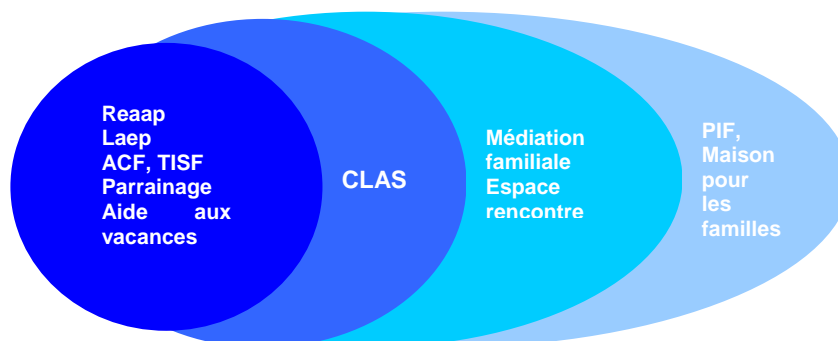 Reaap
Laep
ACF, TISF
Parrainage
Aide aux
vacances
CLAS
Médiation
familiale
Espace
rencontre
PIF,
Maison
pour
les
familles